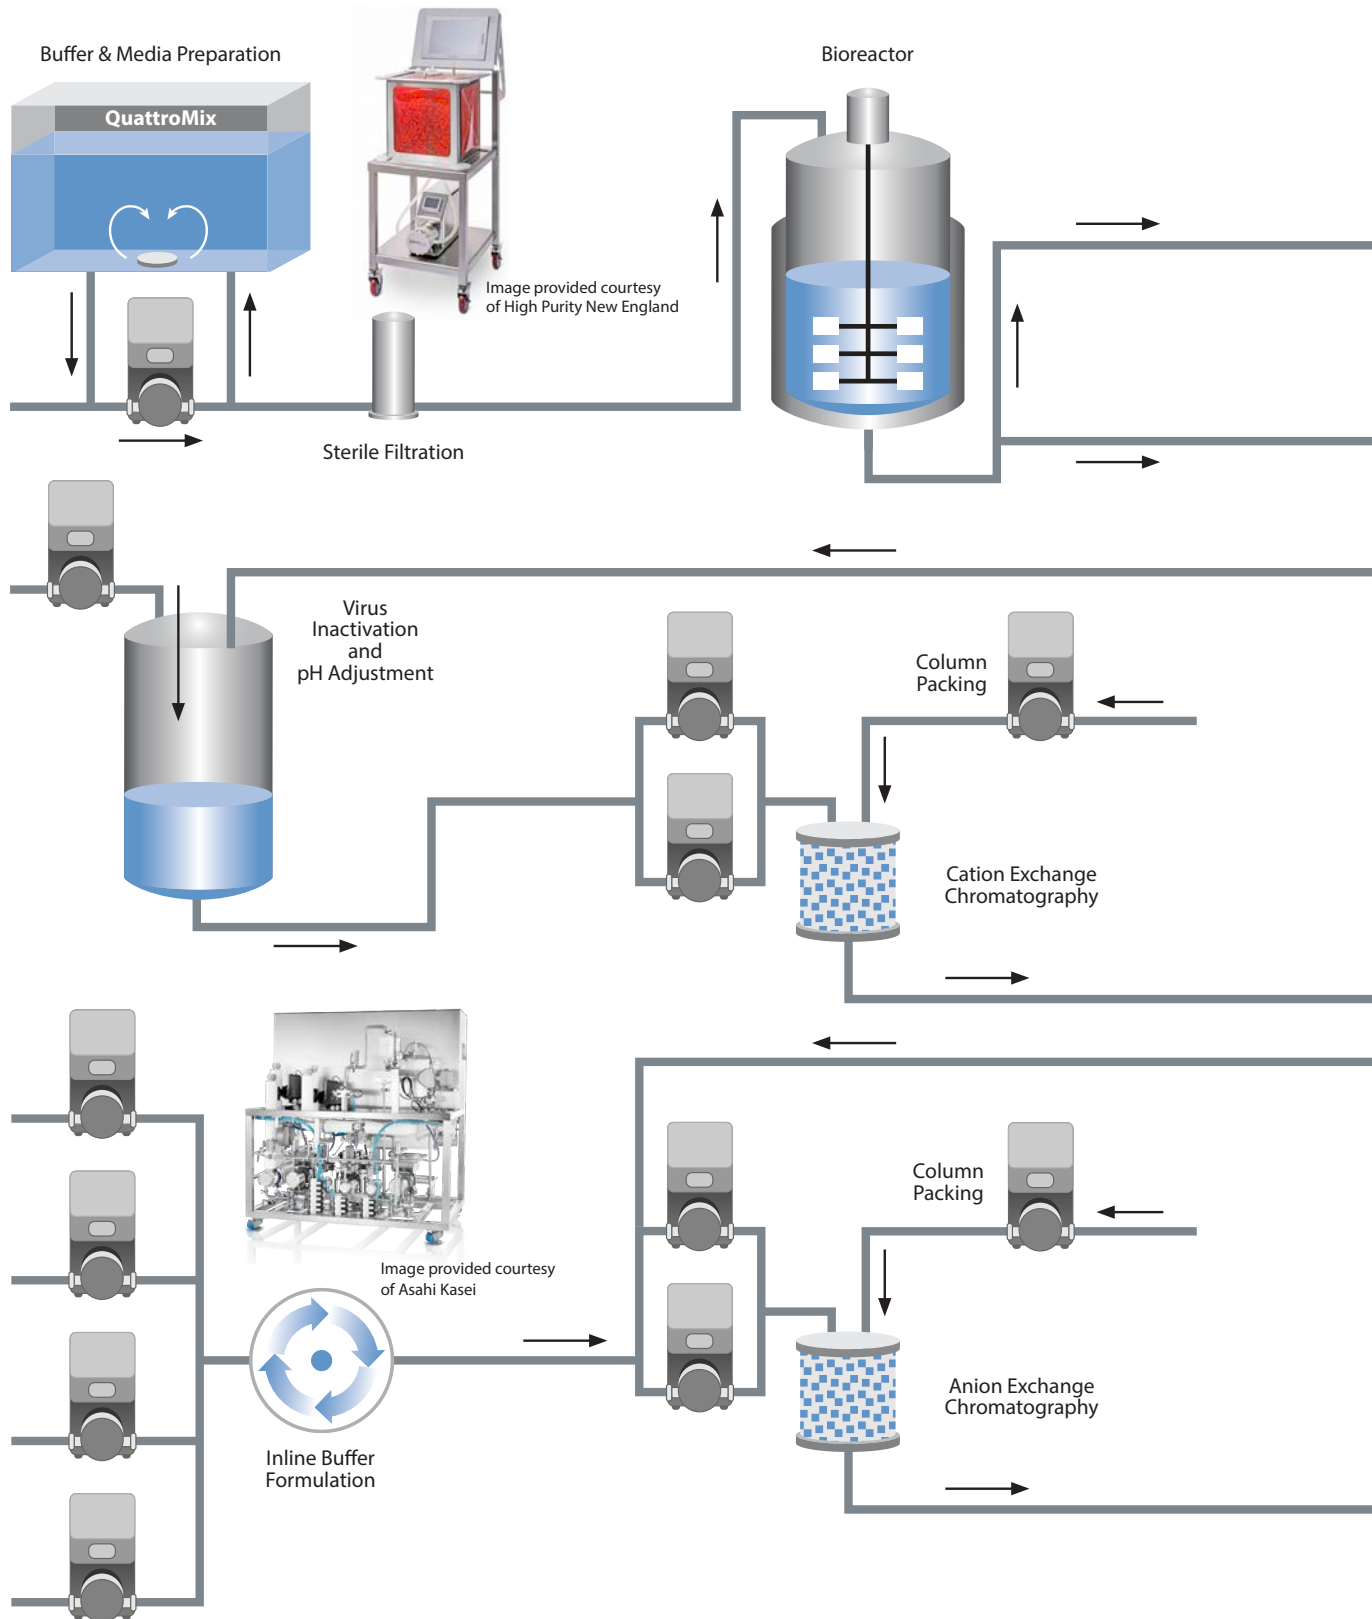 Buffer & Media Preparation
QuattroMix
Image provided courtesy
of High Purity New England
Bioreactor
Sterile Filtration
Virus
Inactivation
and
pH Adjustment
Column
Packing
Cation Exchange
Chromatography
Image provided courtesy
of Asahi Kasei
Inline Buffer
Formulation
Column
Packing
Anion Exchange
Chromatography